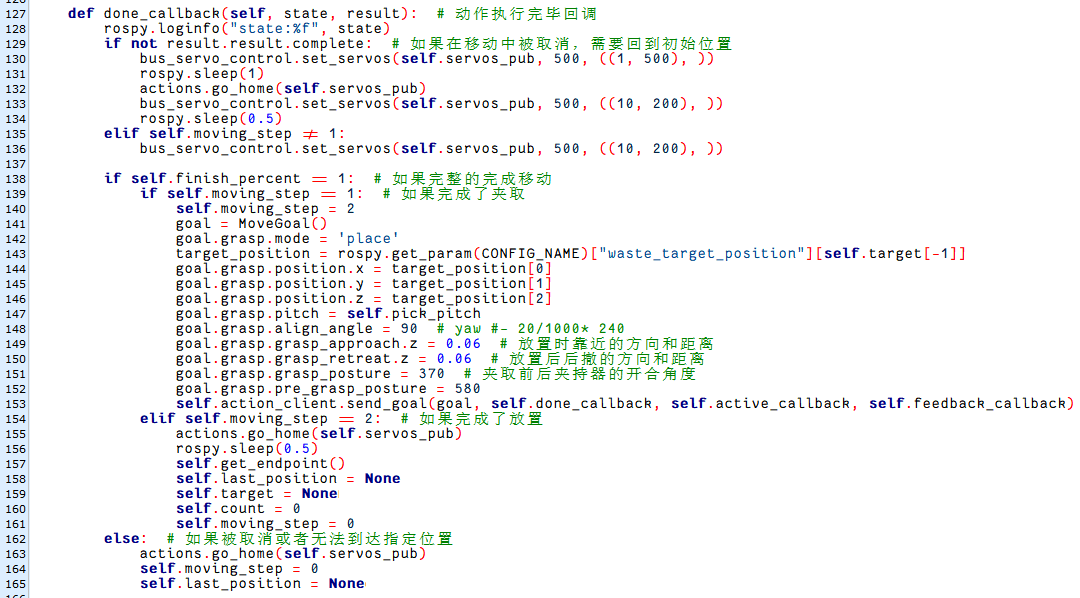 127 def done_callback(self, state, result):  # 动作执行完毕回调
128 rospy.loginfo("state:%f", state)
129 if not result.result.complete:  # 如果在移动中被取消，需要回到初始位置
130 bus_servo_control.set_servos(self.servos_pub, 500, ((1, 500), ))
131 rospy.sleep(1)
132 actions.go_home(self.servos_pub)
133 bus_servo_control.set_servos(self.servos_pub, 500, ((10, 200), ))
134 rospy.sleep(0.5)
135 elif self.moving_step ≠ 1:
136 bus_servo_control.set_servos(self.servos_pub, 500, ((10, 200), ))
137
138 if self.finish_percent == 1:  # 如果完整的完成移动
139 if self.moving_step == 1:  # 如果完成了夹取
140 self.moving_step = 2
141 goal = MoveGoal()
142 goal.grasp.mode = 'place'
143 target_position = rospy.get_param(CONFIG_NAME)["waste_target_position"][self.target[-1]]
144 goal.grasp.position.x = target_position[0]
145 goal.grasp.position.y = target_position[1]
146 goal.grasp.position.z = target_position[2]
147 goal.grasp.pitch = self.pick_pitch
148 goal.grasp.align_angle = 90  # yaw #- 20/1000* 240
149 goal.grasp.grasp_approach.z = 0.06  # 放置时靠近的方向和距离
150 goal.grasp.grasp_retreat.z = 0.06  # 放置后后撤的方向和距离
151 goal.grasp.grasp_posture = 370  # 夹取前后夹持器的开合角度
152 goal.grasp.pre_grasp_posture = 580
153 self.action_client.send_goal(goal, self.done_callback, self.active_callback, self.feedback_callback)
154 elif self.moving_step == 2:  # 如果完成了放置
155 actions.go_home(self.servos_pub)
156 rospy.sleep(0.5)
157 self.get_endpoint()
158 self.last_position = None
159 self.target = None
160 self.count = 0
161 self.moving_step = 0
162 else:  # 如果被取消或者无法到达指定位置
163 actions.go_home(self.servos_pub)
164 self.moving_step = 0
165 self.last_position = None